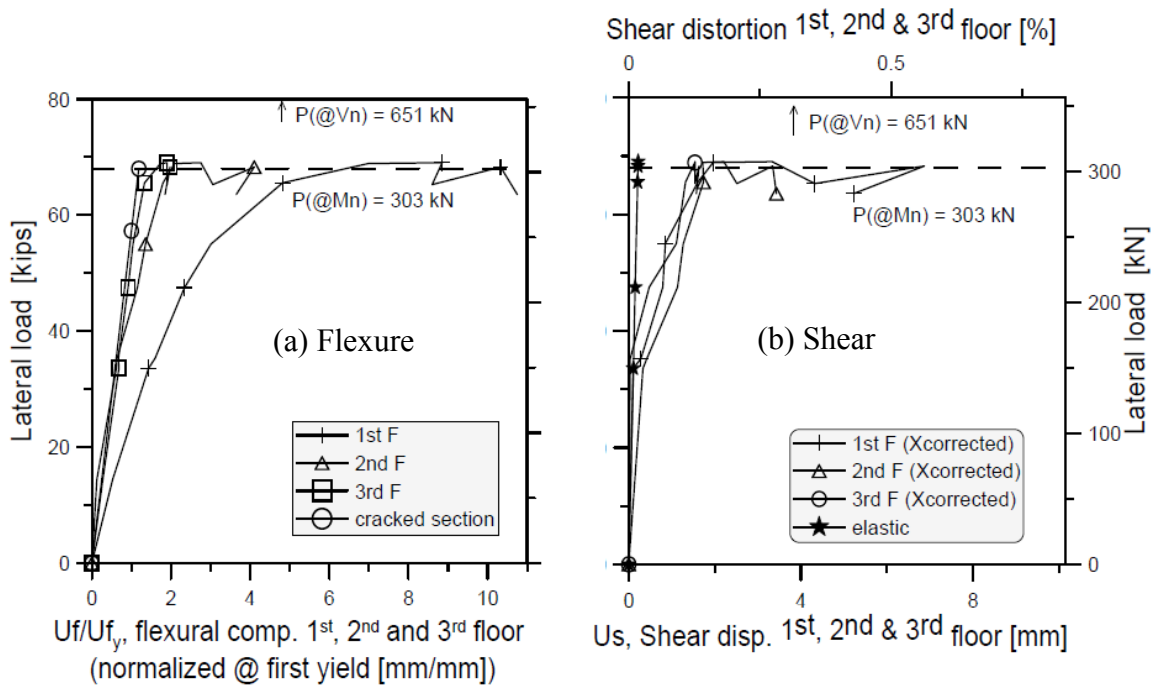 Shear distortion 1st, 2nd & 3rd floor [%]
0 0.5
80
60
40
20
0
Lateral load [kips]
P(@Vn) = 651 kN
P(@Mn) = 303 kN
(a) Flexure
1st F
2nd F
3rd F
cracked section
0 2 4 6 8 10
Uf/Ufy, flexural comp. 1st, 2nd and 3rd floor
(normalized @ first yield [mm/mm])
P(@Vn) = 651 kN
P(@Mn) = 303 kN
(b) Shear
1st F (Xcorrected)
2nd F (Xcorrected)
3rd F (Xcorrected)
elastic
300
200
100
0
Lateral load [kN]
0 4 8
Us, Shear disp. 1st, 2nd & 3rd floor [mm]